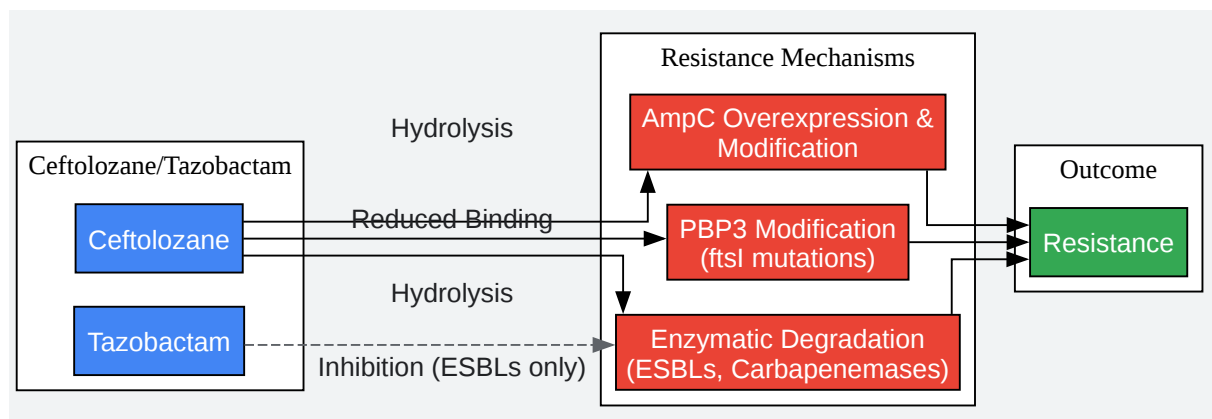 Ceftolozane/Tazobactam
Ceftolozane
Tazobactam
Hydrolysis
Reduced Binding
Hydrolysis
Inhibition (ESBLs only)
Resistance Mechanisms
AmpC Overexpression &
Modification
PBP3 Modification
(ftsI mutations)
Enzymatic Degradation
(ESBLs, Carbapenemases)
Outcome
Resistance